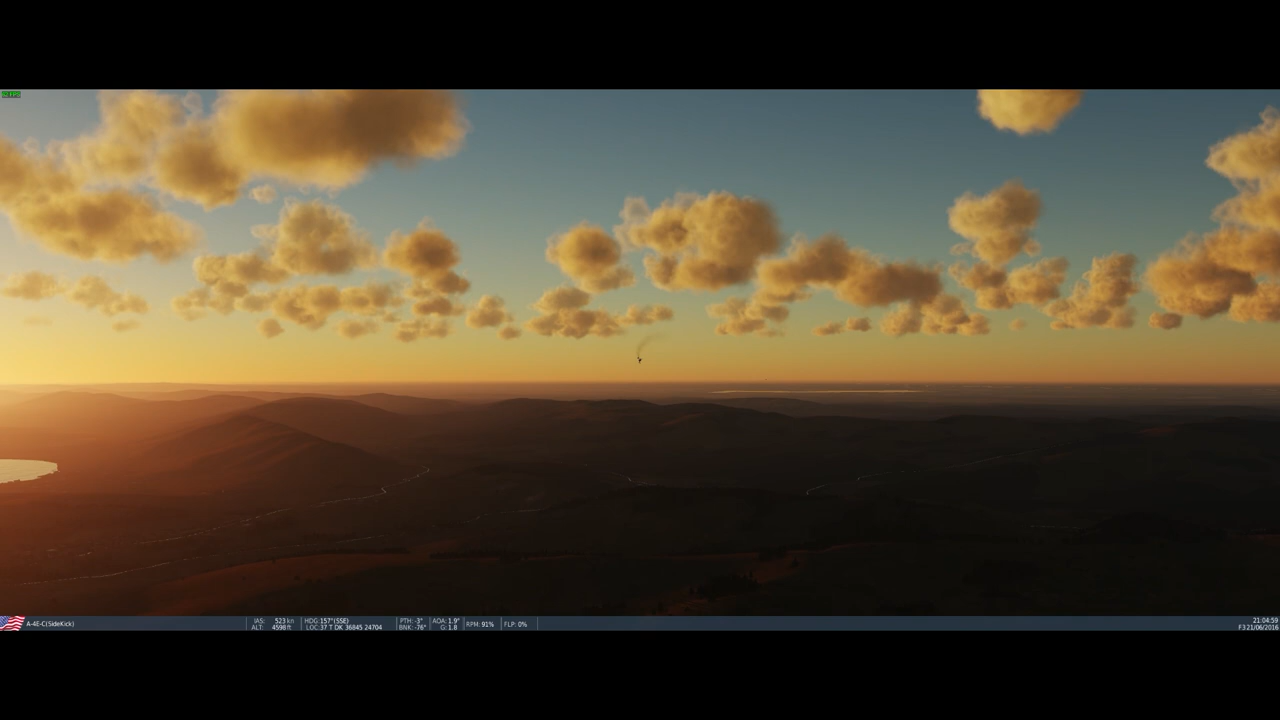 A-4E-C(SideKick)
IAS: 523 kn
ALT: 4598 ft
HDG: 157°(SSE)
LOC: 37 T DK 36845 24704
PTH: -3°
BNK: -76°
AOA: 1.9°
G: 1.8
RPM: 91%
FLP: 0%
21:04:59
F3 21/06/2016